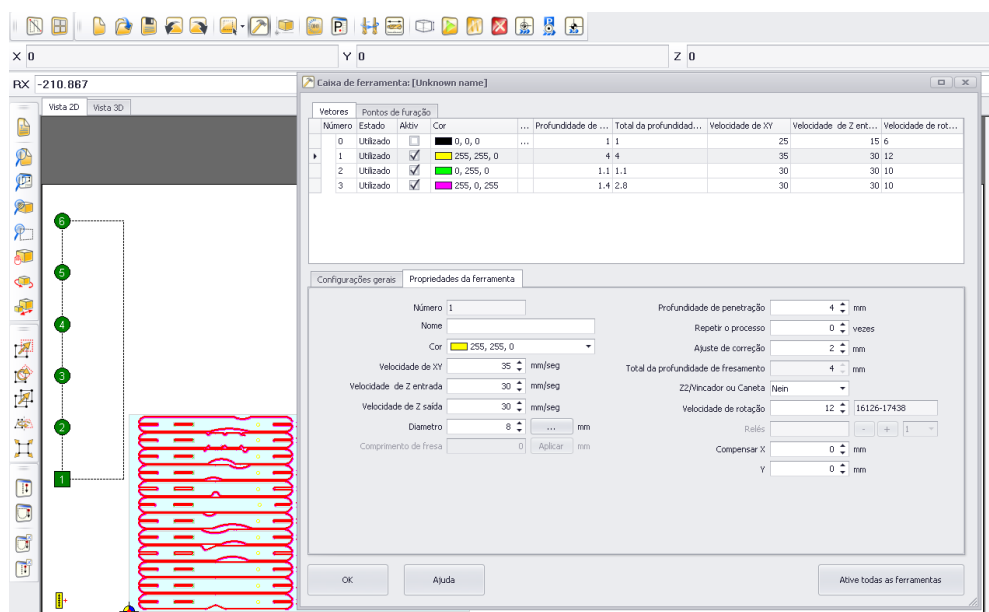 X 0 Y 0 Z 0
RX -210.867
Vista 2D Vista 3D
Caixa de ferramenta: [Unknown name]
Vetores Pontos de furação
Número Estado Aktiv Cor ... Profundidade de ... Total da profundidad... Velocidade de XY Velocidade de Z ent... Velocidade de rot...
0 Utilizado 0, 0, 0 ... 1 1 25 15 6
1 Utilizado 255, 255, 0 4 4 35 30 12
2 Utilizado 0, 255, 0 1.1 1.1 30 30 10
3 Utilizado 255, 0, 255 1.4 2.8 30 30 10
Configurações gerais Propriedades da ferramenta
Número 1 Profundidade de penetração 4 mm
Nome Repetir o processo 0 vezes
Cor 255, 255, 0 Ajuste de correção 2 mm
Velocidade de XY 35 mm/seg Total da profundidade de fresamento 4 mm
Velocidade de Z entrada 30 mm/seg Z2/Vincador ou Caneta Nein
Velocidade de Z saída 30 mm/seg Velocidade de rotação 12 16126-17438
Diametro 8 ... mm Relés - + 1
Comprimento de fresa 0 Aplicar mm Compensar X 0 mm
Y 0 mm
OK Ajuda Ative todas as ferramentas
6
5
4
3
2
1